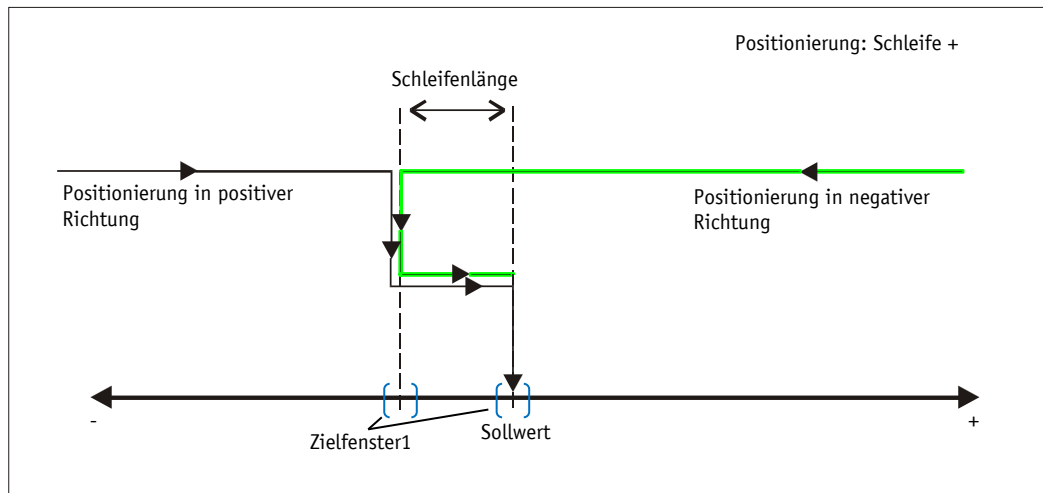 Positionierung: Schleife +
Schleifenlänge
Positionierung in positiver
Richtung
Positionierung in negativer
Richtung
-
+
Zielfenster1
Sollwert